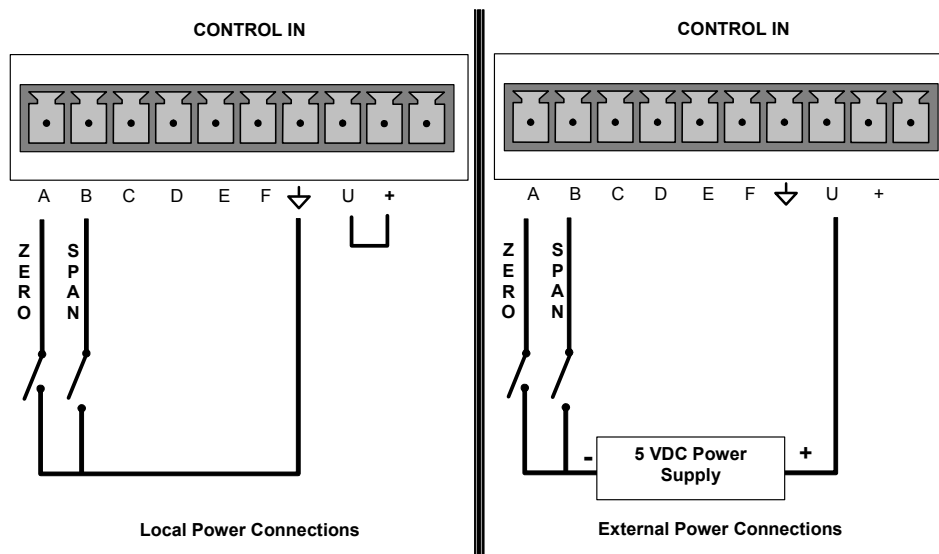 CONTROL IN
A B C D E F U +
ZERO
SPAN
Local Power Connections
CONTROL IN
A B C D E F U +
ZERO
SPAN
- 5 VDC Power +
Supply
External Power Connections